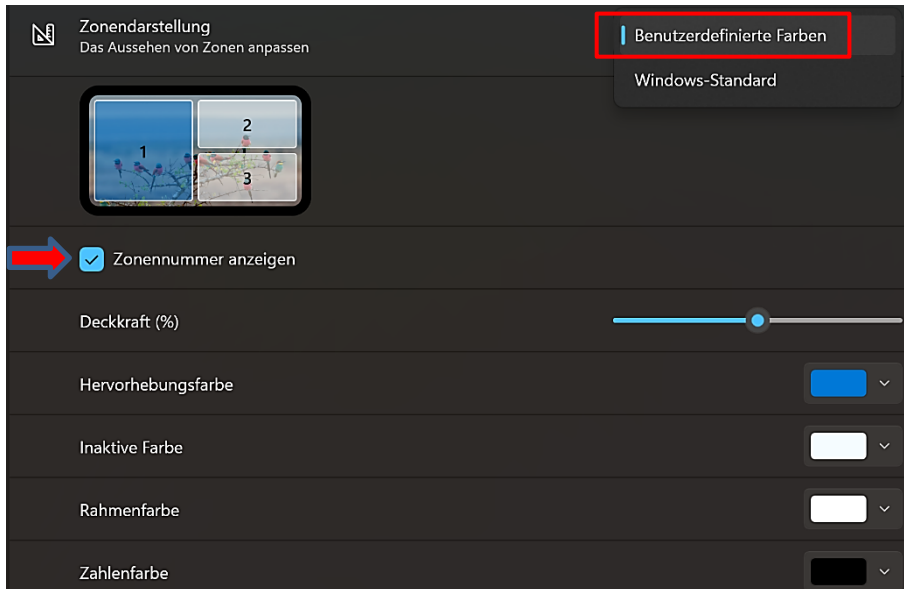 Zonendarstellung
Das Aussehen von Zonen anpassen
Benutzerdefinierte Farben
Windows-Standard
1
2
3
Zonennummer anzeigen
Deckkraft (%)
Hervorhebungsfarbe
Inaktive Farbe
Rahmenfarbe
Zahlenfarbe